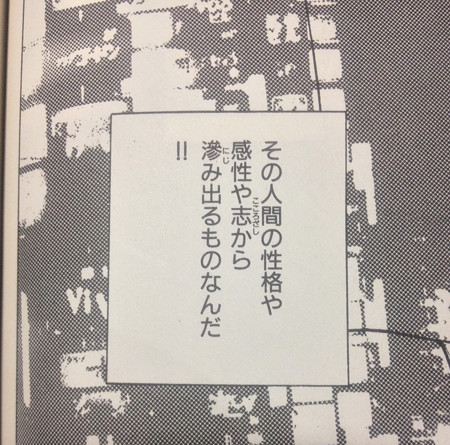 その人間の性格や
感性や志から
滲み出るものなんだ
!!